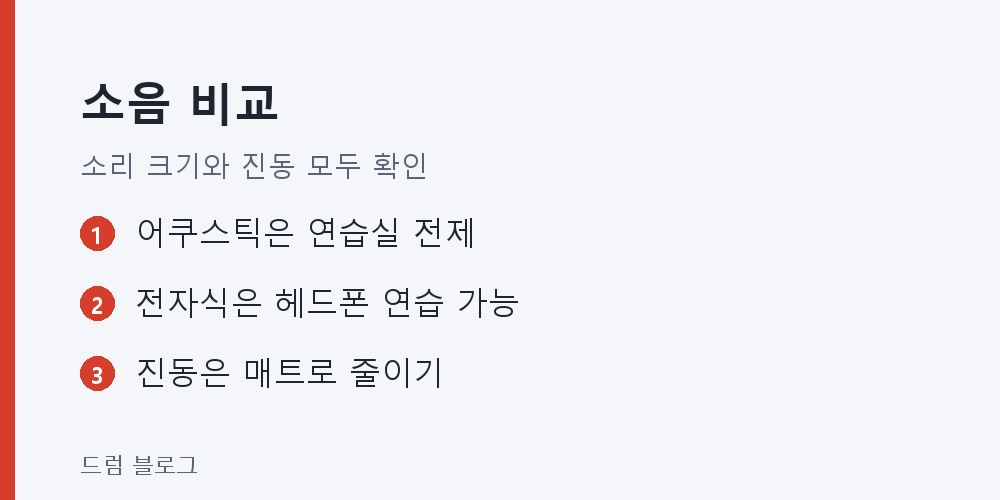 소음 비교
소리 크기와 진동 모두 확인
1 어쿠스틱은 연습실 전제
2 전자식은 헤드폰 연습 가능
3 진동은 매트로 줄이기
드럼 블로그